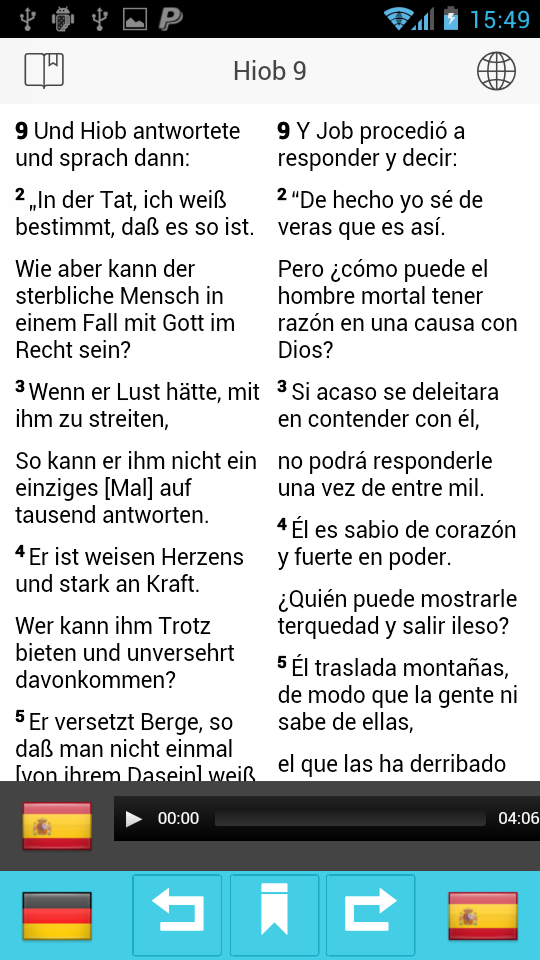 15:49
Hiob 9
9 Und Hiob antwortete
und sprach dann:
2 „In der Tat, ich weiß
bestimmt, daß es so ist.
Wie aber kann der
sterbliche Mensch in
einem Fall mit Gott im
Recht sein?
3 Wenn er Lust hätte, mit
ihm zu streiten,
So kann er ihm nicht ein
einziges [Mal] auf
tausend antworten.
4 Er ist weisen Herzens
und stark an Kraft.
Wer kann ihm Trotz
bieten und unversehrt
davonkommen?
5 Er versetzt Berge, so
daß man nicht einmal
[von ihrem Dasein] weiß
9 Y Job procedió a
responder y decir:
2 “De hecho yo sé de
veras que es así.
Pero ¿cómo puede el
hombre mortal tener
razón en una causa con
Dios?
3 Si acaso se deleitara
en contender con él,
no podrá responderle
una vez de entre mil.
4 Él es sabio de corazón
y fuerte en poder.
¿Quién puede mostrarle
terquedad y salir ileso?
5 Él traslada montañas,
de modo que la gente ni
sabe de ellas,
el que las ha derribado
00:00
04:06